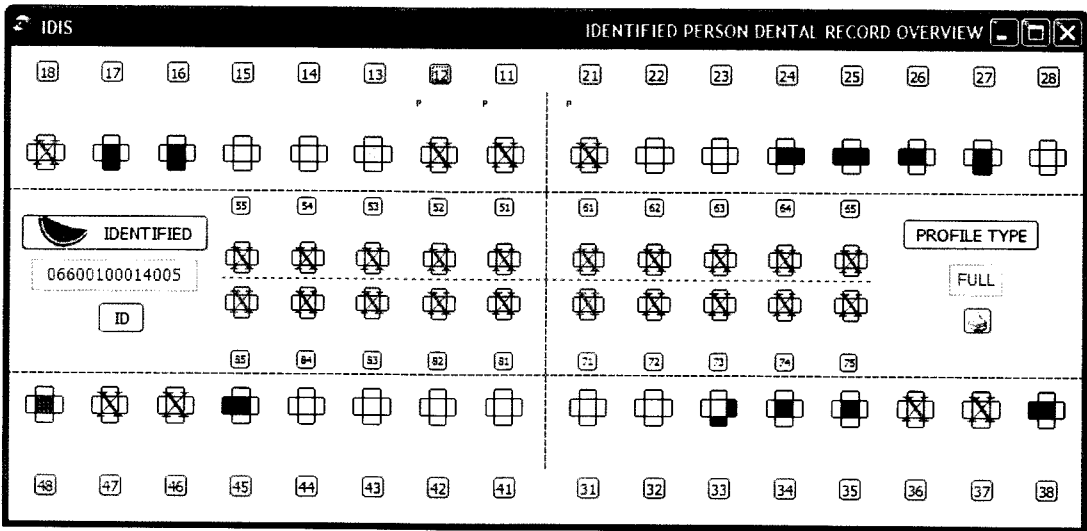 IDIS IDENTIFIED PERSON DENTAL RECORD OVERVIEW
18 17 16 15 14 13 12 11 21 22 23 24 25 26 27 28
P P P
55 54 53 52 51 61 62 63 64 65
IDENTIFIED
PROFILE TYPE
06600100014005
FULL
ID
85 84 83 82 81 71 72 73 74 75
48 47 46 45 44 43 42 41 31 32 33 34 35 36 37 38